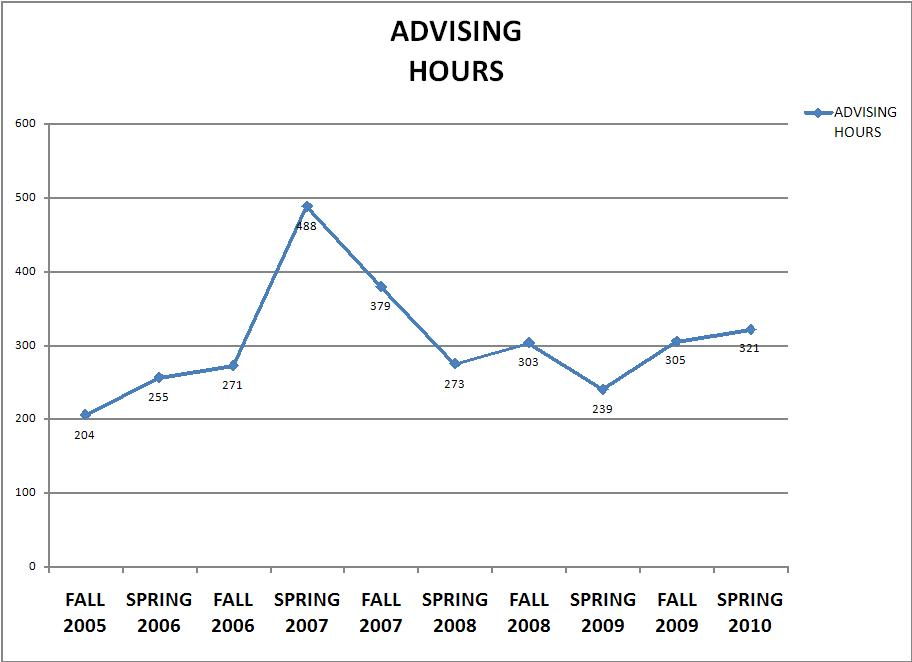 ADVISING
HOURS
ADVISING
HOURS
600
500
400
300
200
100
0
204
255
271
488
379
273
303
239
305
321
FALL SPRING FALL SPRING FALL SPRING FALL SPRING FALL SPRING
2005 2006 2006 2007 2007 2008 2008 2009 2009 2010